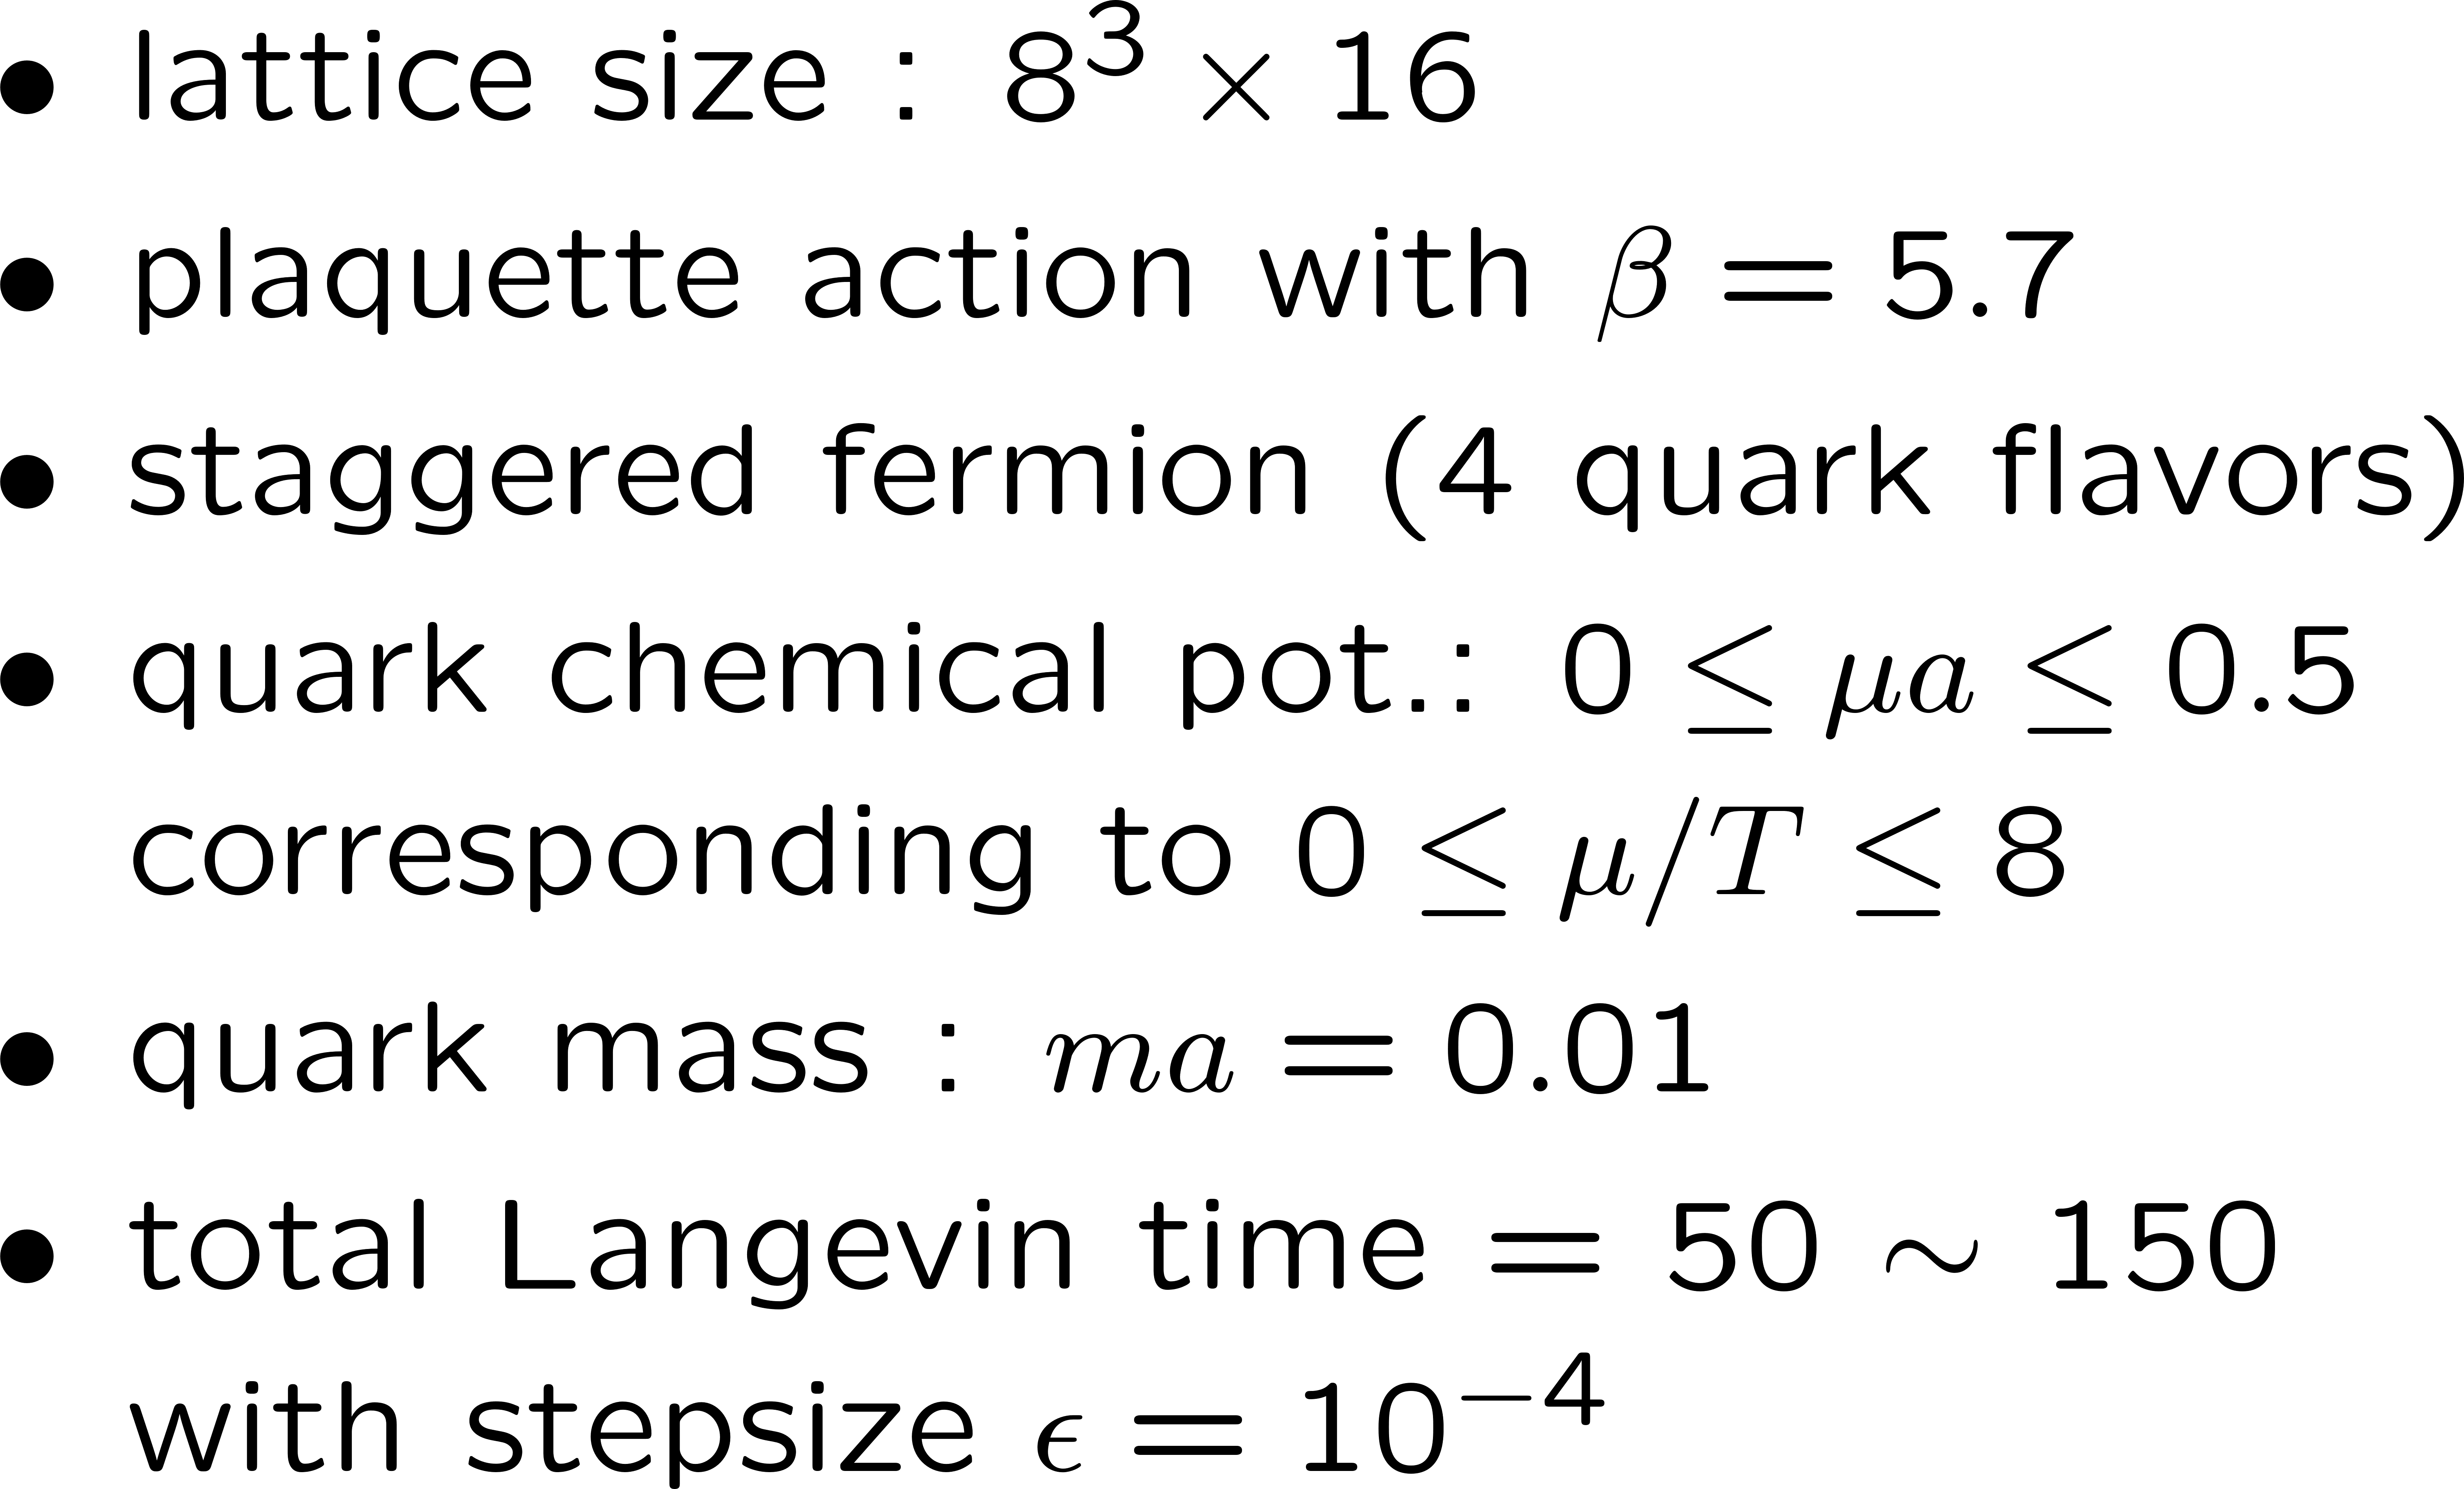 • lattice size : 8³ × 16
• plaquette action with β = 5.7
• staggered fermion (4 quark flavors)
• quark chemical pot.: 0 ≤ μa ≤ 0.5
corresponding to 0 ≤ μ/T ≤ 8
• quark mass : ma = 0.01
• total Langevin time = 50 ∼ 150
with stepsize ϵ = 10⁻⁴